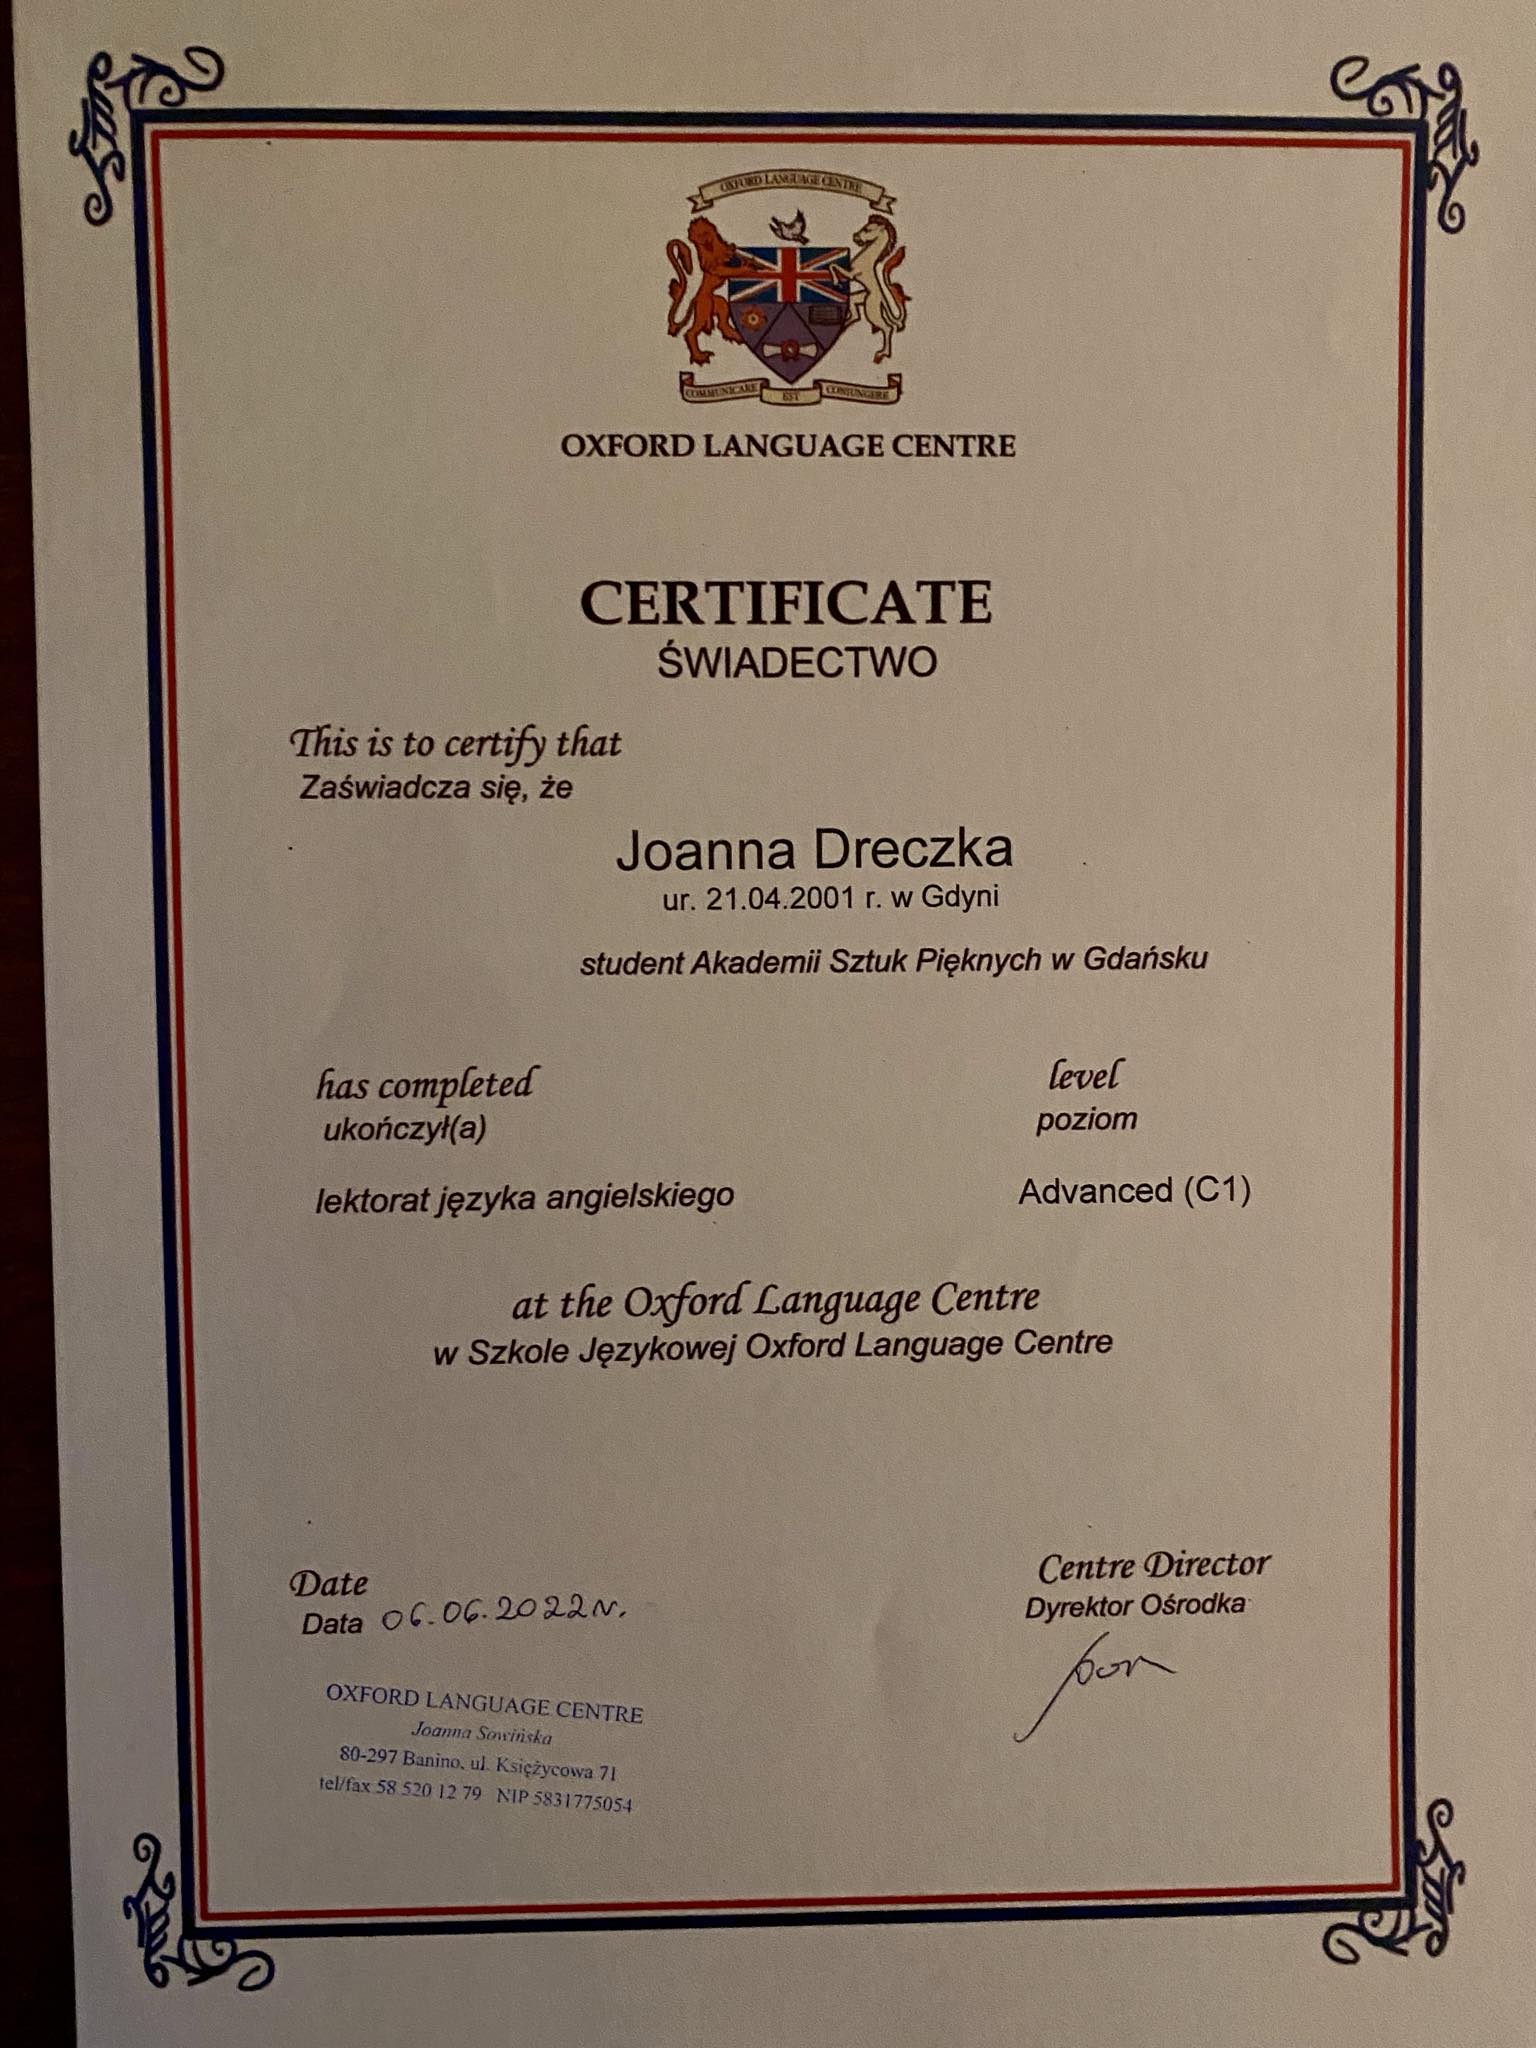 OXFORD LANGUAGE CENTRE
COMMUNICARE EST CONIUNGERE
OXFORD LANGUAGE CENTRE
CERTIFICATE
ŚWIADECTWO
This is to certify that
Zaświadcza się, że
Joanna Dreczka
ur. 21.04.2001 r. w Gdyni
student Akademii Sztuk Pięknych w Gdańsku
has completed
ukończył(a)
level
poziom
lektorat języka angielskiego
Advanced (C1)
at the Oxford Language Centre
w Szkole Językowej Oxford Language Centre
Date
Data 06.06.2022 r.
Centre Director
Dyrektor Ośrodka
OXFORD LANGUAGE CENTRE
Joanna Sowińska
80-297 Banino, ul. Księżycowa 71
tel/fax 58 520 12 79 NIP 5831775054